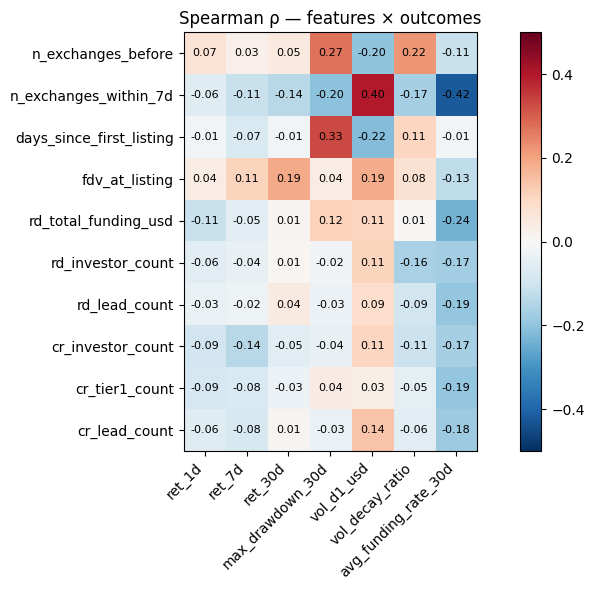 Spearman ρ — features × outcomes
n_exchanges_before 0.07 0.03 0.05 0.27 -0.20 0.22 -0.11
n_exchanges_within_7d -0.06 -0.11 -0.14 -0.20 0.40 -0.17 -0.42
days_since_first_listing -0.01 -0.07 -0.01 0.33 -0.22 0.11 -0.01
fdv_at_listing 0.04 0.11 0.19 0.04 0.19 0.08 -0.13
rd_total_funding_usd -0.11 -0.05 0.01 0.12 0.11 0.01 -0.24
rd_investor_count -0.06 -0.04 0.01 -0.02 0.11 -0.16 -0.17
rd_lead_count -0.03 -0.02 0.04 -0.03 0.09 -0.09 -0.19
cr_investor_count -0.09 -0.14 -0.05 -0.04 0.11 -0.11 -0.17
cr_tier1_count -0.09 -0.08 -0.03 0.04 0.03 -0.05 -0.19
cr_lead_count -0.06 -0.08 0.01 -0.03 0.14 -0.06 -0.18
ret_1d
ret_7d
ret_30d
max_drawdown_30d
vol_d1_usd
vol_decay_ratio
avg_funding_rate_30d
0.4
0.2
0.0
−0.2
−0.4